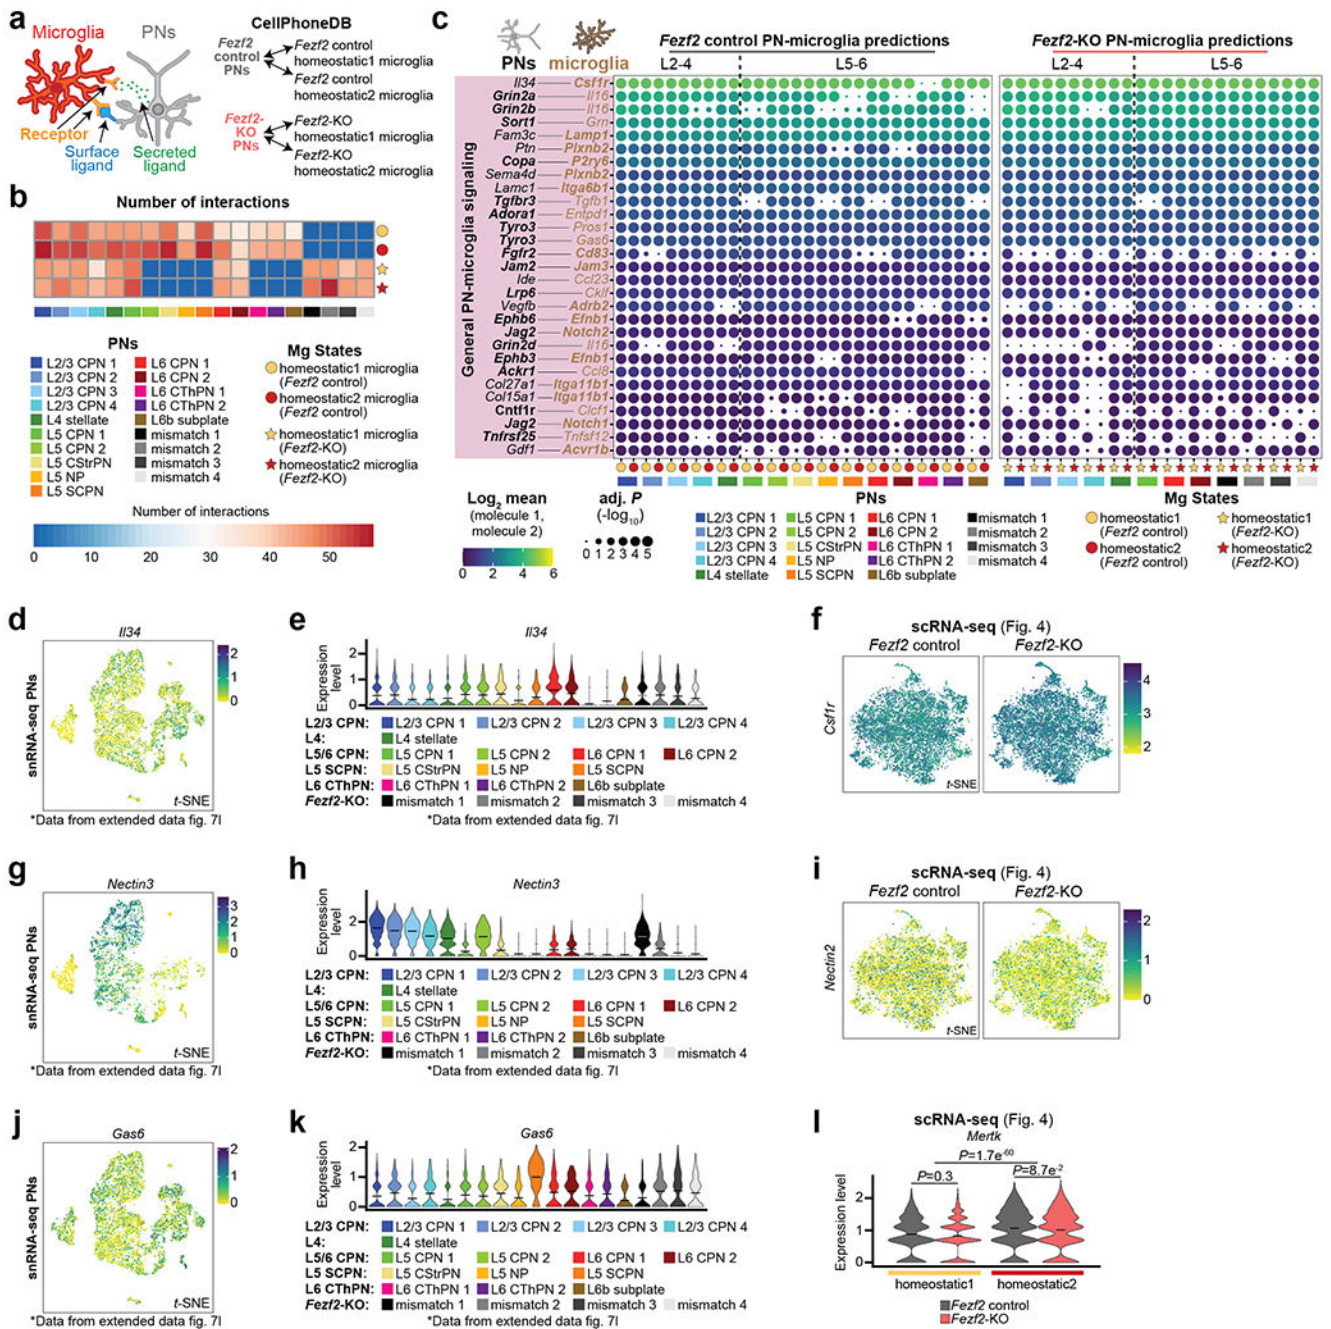 a
Microglia
PNs
Receptor
Surface
ligand
Secreted
ligand
CellPhoneDB
Fezf2
control
PNs
Fezf2 control
homeostatic1 microglia
Fezf2 control
homeostatic2 microglia
Fezf2-
KO
PNs
Fezf2-KO
homeostatic1 microglia
Fezf2-KO
homeostatic2 microglia
b
Number of interactions
PNs
L2/3 CPN 1
L2/3 CPN 2
L2/3 CPN 3
L2/3 CPN 4
L4 stellate
L5 CPN 1
L5 CPN 2
L5 CStrPN
L5 NP
L5 SCPN
L6 CPN 1
L6 CPN 2
L6 CThPN 1
L6 CThPN 2
L6b subplate
mismatch 1
mismatch 2
mismatch 3
mismatch 4
Mg States
homeostatic1 microglia
(Fezf2 control)
homeostatic2 microglia
(Fezf2 control)
homeostatic1 microglia
(Fezf2-KO)
homeostatic2 microglia
(Fezf2-KO)
Number of interactions
0 10 20 30 40 50
c
PNs microglia
Fezf2 control PN-microglia predictions
L2-4 L5-6
Fezf2-KO PN-microglia predictions
L2-4 L5-6
General PN-microglia signaling
Il34 Csf1r
Grin2a Il16
Grin2b Il16
Sort1 Grn
Fam3c Lamp1
Ptn Plxnb2
Copa P2ry6
Sema4d Plxnb2
Lamc1 Itga6b1
Tgfbr3 Tgfb1
Adora1 Entpd1
Tyro3 Pros1
Tyro3 Gas6
Fgfr2 Cd83
Jam2 Jam3
Ide Ccl23
Lrp6 Cklf
Vegfb Adrb2
Ephb6 Efnb1
Jag2 Notch2
Grin2d Il16
Ephb3 Efnb1
Ackr1 Ccl8
Col27a1 Itga11b1
Col15a1 Itga11b1
Cntf1r Clcf1
Jag2 Notch1
Tnfrsf25 Tnfsf12
Gdf1 Acvr1b
Log2 mean
(molecule 1,
molecule 2)
0 2 4 6
adj. P
(-log10)
0 1 2 3 4 5
PNs
L2/3 CPN 1
L2/3 CPN 2
L2/3 CPN 3
L2/3 CPN 4
L4 stellate
L5 CPN 1
L5 CPN 2
L5 CStrPN
L5 NP
L5 SCPN
L6 CPN 1
L6 CPN 2
L6 CThPN 1
L6 CThPN 2
L6b subplate
mismatch 1
mismatch 2
mismatch 3
mismatch 4
Mg States
homeostatic1
(Fezf2 control)
homeostatic2
(Fezf2 control)
homeostatic1
(Fezf2-KO)
homeostatic2
(Fezf2-KO)
d
Il34
snRNA-seq PNs
2
1
0
t-SNE
*Data from extended data fig. 7l
e
Il34
Expression
level
2
1
0
L2/3 CPN: L2/3 CPN 1 L2/3 CPN 2 L2/3 CPN 3 L2/3 CPN 4
L4: L4 stellate
L5/6 CPN: L5 CPN 1 L5 CPN 2 L6 CPN 1 L6 CPN 2
L5 SCPN: L5 CStrPN L5 NP L5 SCPN
L6 CThPN: L6 CThPN 1 L6 CThPN 2 L6b subplate
Fezf2-KO: mismatch 1 mismatch 2 mismatch 3 mismatch 4
*Data from extended data fig. 7l
f
scRNA-seq (Fig. 4)
Fezf2 control Fezf2-KO
Csf1r
4
3
2
t-SNE
g
Nectin3
snRNA-seq PNs
3
2
1
0
t-SNE
*Data from extended data fig. 7l
h
Nectin3
Expression
level
2
0
L2/3 CPN: L2/3 CPN 1 L2/3 CPN 2 L2/3 CPN 3 L2/3 CPN 4
L4: L4 stellate
L5/6 CPN: L5 CPN 1 L5 CPN 2 L6 CPN 1 L6 CPN 2
L5 SCPN: L5 CStrPN L5 NP L5 SCPN
L6 CThPN: L6 CThPN 1 L6 CThPN 2 L6b subplate
Fezf2-KO: mismatch 1 mismatch 2 mismatch 3 mismatch 4
*Data from extended data fig. 7l
i
scRNA-seq (Fig. 4)
Fezf2 control Fezf2-KO
Nectin2
2
1
0
t-SNE
j
Gas6
snRNA-seq PNs
2
1
0
t-SNE
*Data from extended data fig. 7l
k
Gas6
Expression
level
2
1
0
L2/3 CPN: L2/3 CPN 1 L2/3 CPN 2 L2/3 CPN 3 L2/3 CPN 4
L4: L4 stellate
L5/6 CPN: L5 CPN 1 L5 CPN 2 L6 CPN 1 L6 CPN 2
L5 SCPN: L5 CStrPN L5 NP L5 SCPN
L6 CThPN: L6 CThPN 1 L6 CThPN 2 L6b subplate
Fezf2-KO: mismatch 1 mismatch 2 mismatch 3 mismatch 4
*Data from extended data fig. 7l
l
scRNA-seq (Fig. 4)
Mertk
P=1.7e-60
P=0.3 P=8.7e-2
Expression level
2
1
0
homeostatic1 homeostatic2
Fezf2 control
Fezf2-KO